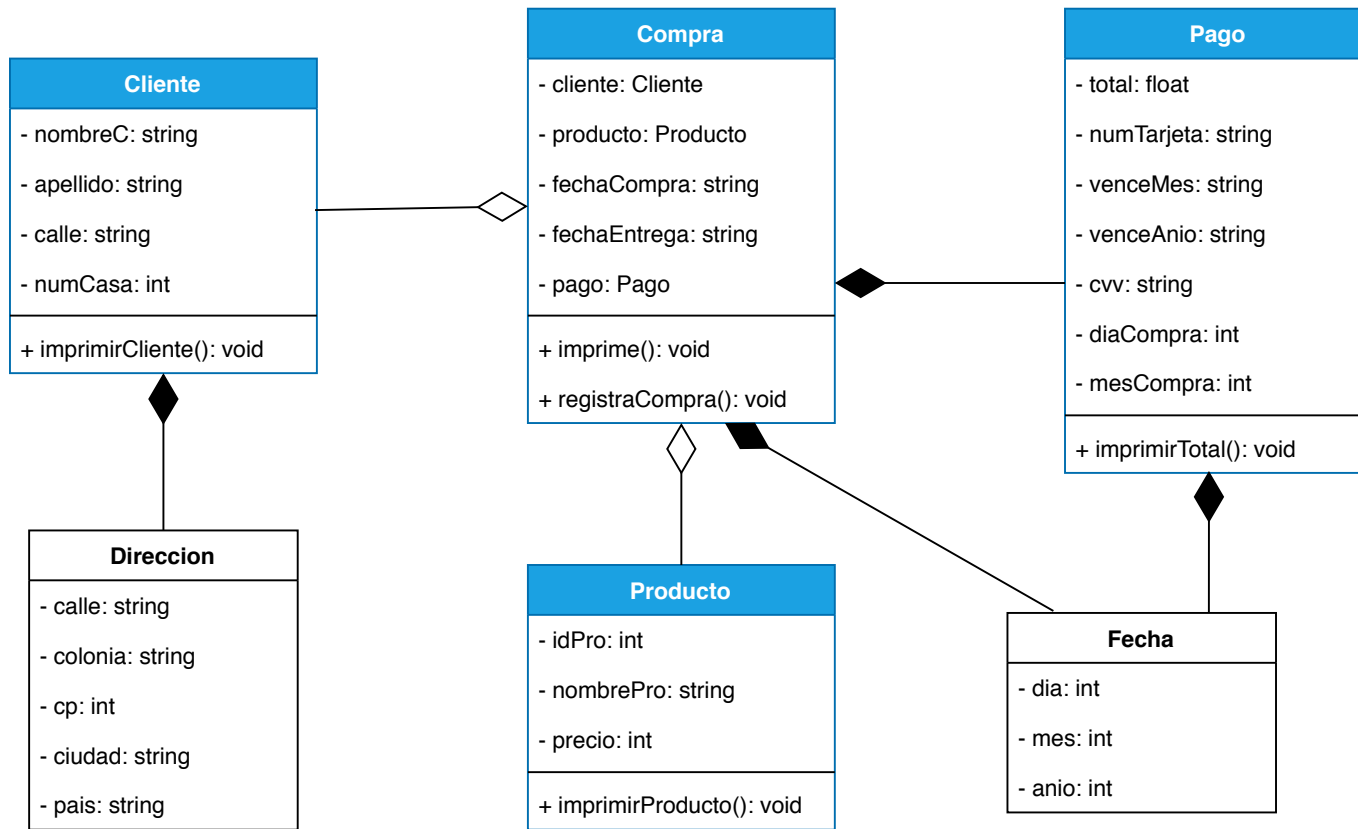 Cliente
- nombreC: string
- apellido: string
- calle: string
- numCasa: int
+ imprimirCliente(): void
Compra
- cliente: Cliente
- producto: Producto
- fechaCompra: string
- fechaEntrega: string
- pago: Pago
+ imprime(): void
+ registraCompra(): void
Pago
- total: float
- numTarjeta: string
- venceMes: string
- venceAnio: string
- cvv: string
- diaCompra: int
- mesCompra: int
+ imprimirTotal(): void
Direccion
- calle: string
- colonia: string
- cp: int
- ciudad: string
- pais: string
Producto
- idPro: int
- nombrePro: string
- precio: int
+ imprimirProducto(): void
Fecha
- dia: int
- mes: int
- anio: int